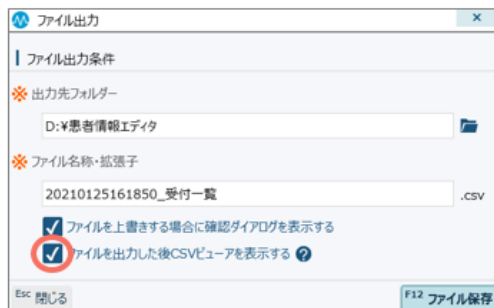 ファイル出力
ファイル出力条件
※ 出力先フォルダー
D:¥患者情報エディタ
※ ファイル名称・拡張子
20210125161850_受付一覧 .csv
ファイルを上書きする場合に確認ダイアログを表示する
ファイルを出力した後CSVビューアを表示する ?
Esc 閉じる F12 ファイル保存